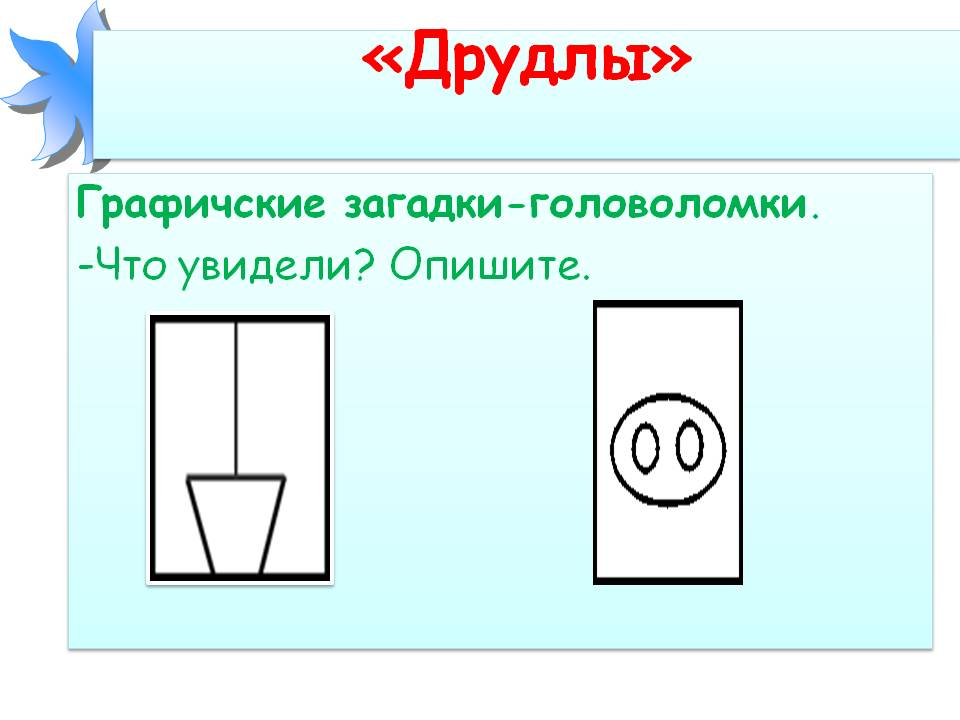 «Друдлы»
Графичские загадки-головоломки.
-Что увидели? Опишите.